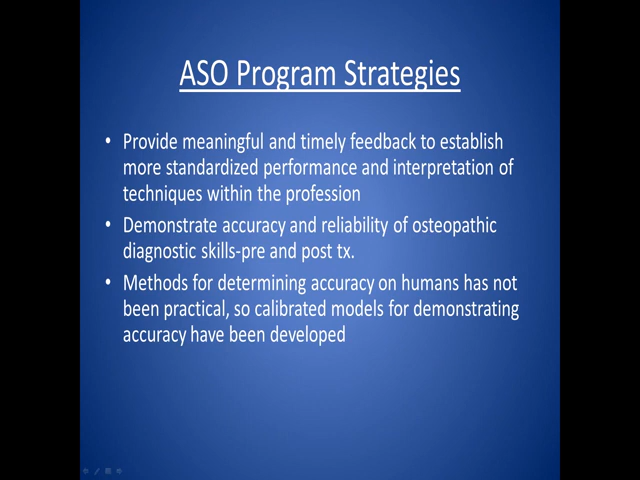 ASO Program Strategies
• Provide meaningful and timely feedback to establish
more standardized performance and interpretation of
techniques within the profession
• Demonstrate accuracy and reliability of osteopathic
diagnostic skills-pre and post tx.
• Methods for determining accuracy on humans has not
been practical, so calibrated models for demonstrating
accuracy have been developed